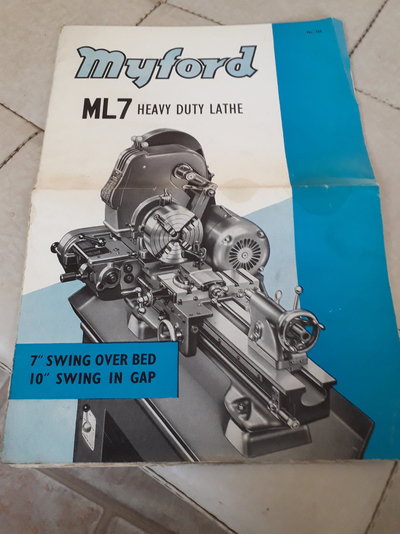 Myford
ML7 HEAVY DUTY LATHE
7" SWING OVER BED
10" SWING IN GAP